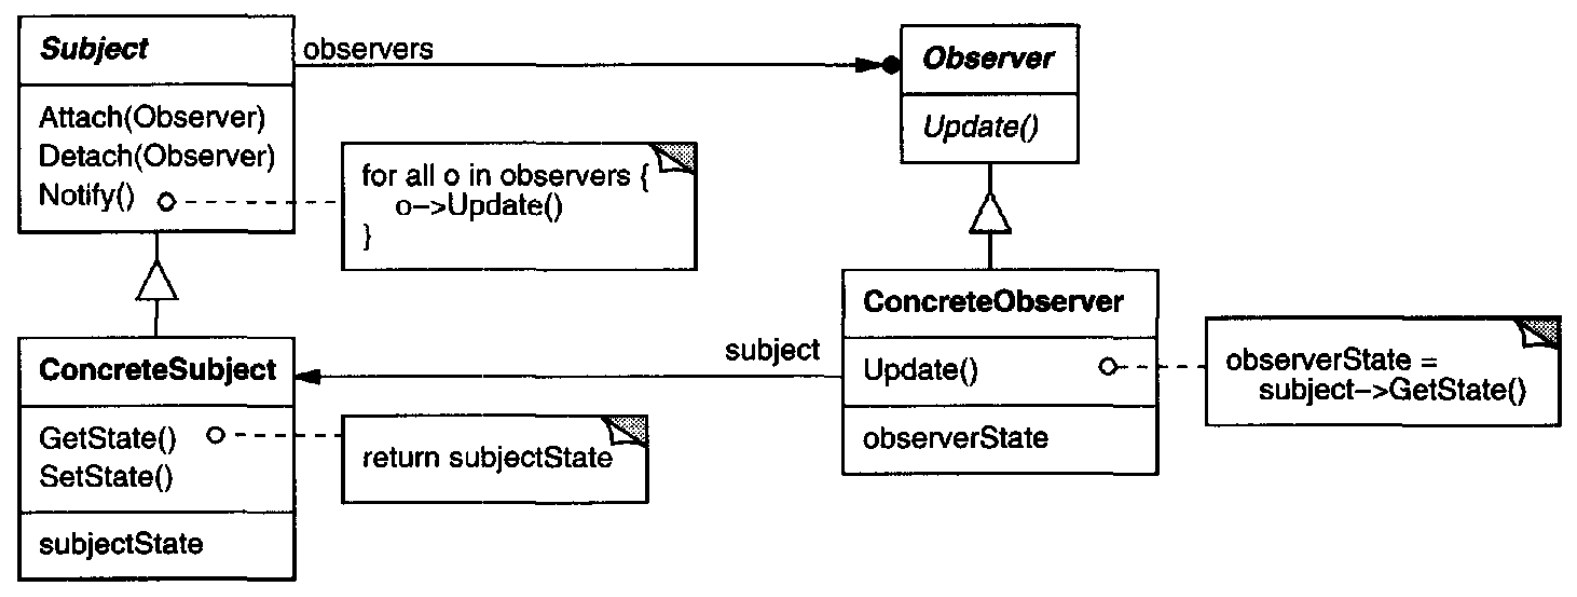 Subject
Attach(Observer)
Detach(Observer)
Notify()
observers
Observer
Update()
for all o in observers {
o->Update()
}
ConcreteSubject
GetState()
SetState()
subjectState
return subjectState
subject
ConcreteObserver
Update()
observerState
observerState =
subject->GetState()